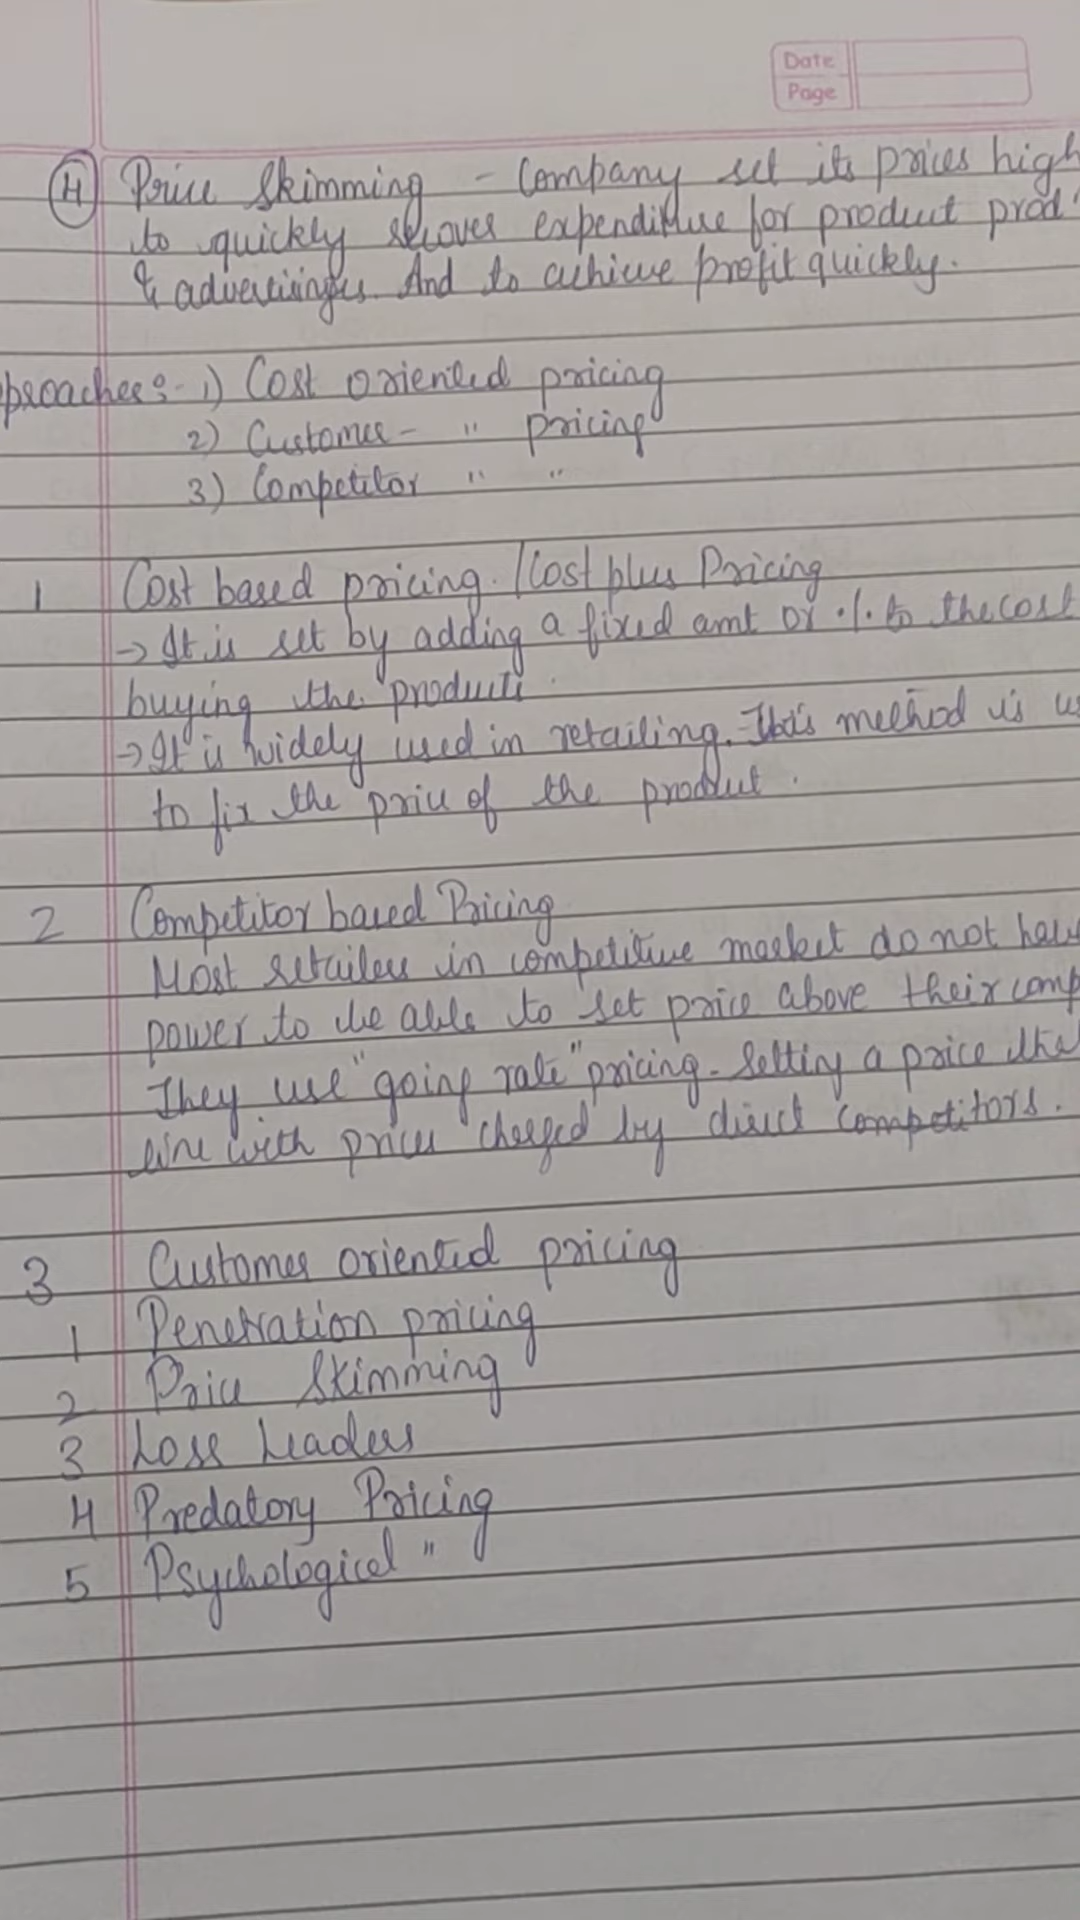 Date
Page
4 Price Skimming - Company set its prices high
to quickly recover expenditure for product prod"
& advertising. And to achieve profit quickly.
proaches:- 1) Cost oriented pricing
2) Customer - " pricing
3) Competitor " "
1 Cost based pricing. / Cost plus Pricing
→ It is set by adding a fixed amt or % to the cost
buying the products.
→ It is widely used in retailing. This method is us
to fix the price of the product.
2 Competitor based Pricing
Most retailers in competitive market do not have
power to be able to set price above their comp
They use "going rate" pricing. Setting a price tha
line with prices charged by direct competitors.
3 Customer oriented pricing
1 Penetration pricing
2 Price Skimming
3 Loss Leaders
4 Predatory Pricing
5 Psychological "